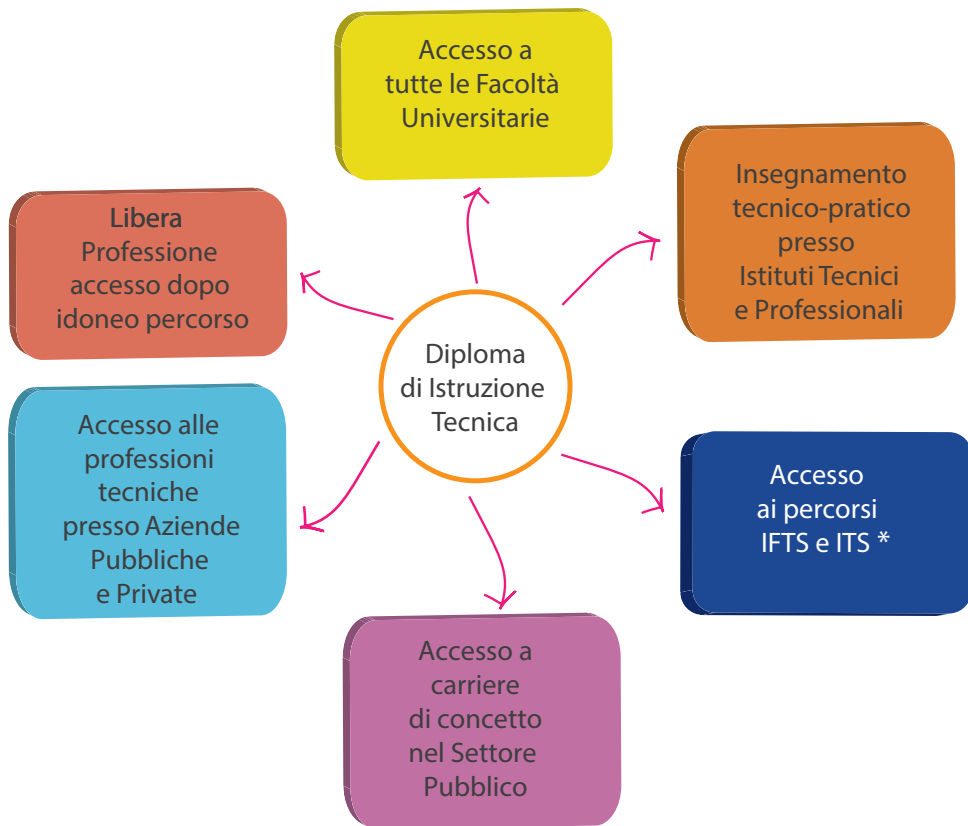 Accesso a
tutte le Facoltà
Universitarie
Insegnamento
tecnico-pratico
presso
Istituti Tecnici
e Professionali
Libera
Professione
accesso dopo
idoneo percorso
Diploma
di Istruzione
Tecnica
Accesso alle
professioni
tecniche
presso Aziende
Pubbliche
e Private
Accesso
ai percorsi
IFTS e ITS *
Accesso a
carriere
di concetto
nel Settore
Pubblico